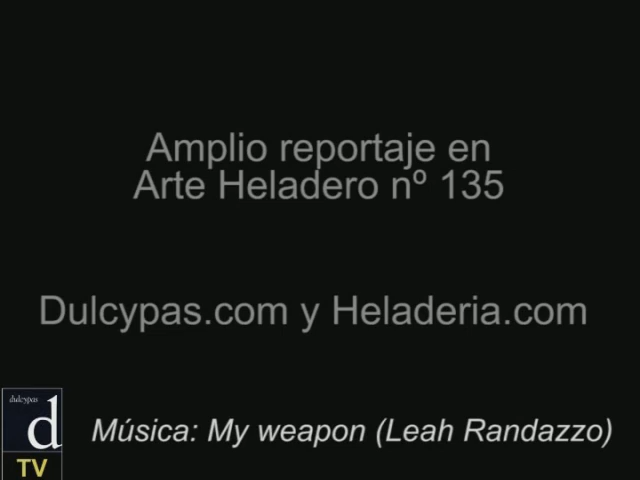 Amplio reportaje en
Arte Heladero nº 135
Dulcypas.com y Heladeria.com
dulcypas
d
TV
Música: My weapon (Leah Randazzo)